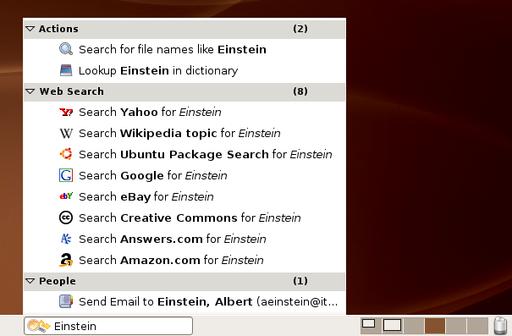 Actions (2)
Search for file names like Einstein
Lookup Einstein in dictionary
Web Search (8)
Search Yahoo for Einstein
Search Wikipedia topic for Einstein
Search Ubuntu Package Search for Einstein
Search Google for Einstein
Search eBay for Einstein
Search Creative Commons for Einstein
Search Answers.com for Einstein
Search Amazon.com for Einstein
People (1)
Send Email to Einstein, Albert (aeinstein@it...
Einstein